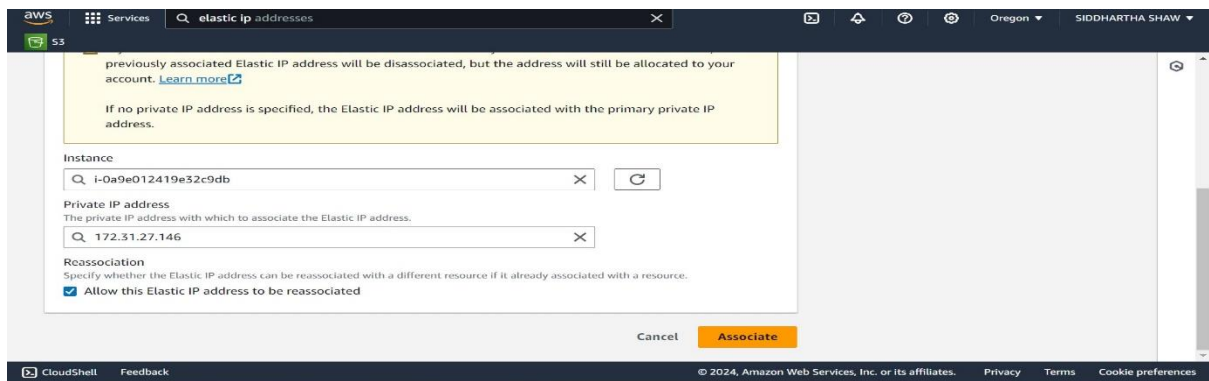 aws Services elastic ip addresses Oregon SIDDHARTHA SHAW
S3
previously associated Elastic IP address will be disassociated, but the address will still be allocated to your
account. Learn more
If no private IP address is specified, the Elastic IP address will be associated with the primary private IP
address.
Instance
i-0a9e012419e32c9db
Private IP address
The private IP address with which to associate the Elastic IP address.
172.31.27.146
Reassociation
Specify whether the Elastic IP address can be reassociated with a different resource if it already associated with a resource.
Allow this Elastic IP address to be reassociated
Cancel Associate
CloudShell Feedback © 2024, Amazon Web Services, Inc. or its affiliates. Privacy Terms Cookie preferences